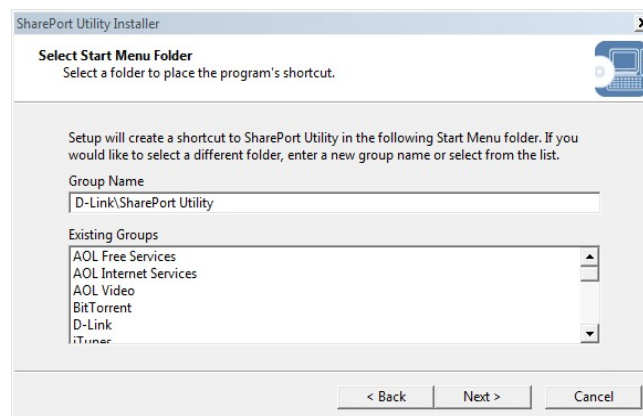 SharePort Utility Installer
Select Start Menu Folder
Select a folder to place the program's shortcut.
Setup will create a shortcut to SharePort Utility in the following Start Menu folder. If you
would like to select a different folder, enter a new group name or select from the list.
Group Name
D-Link\SharePort Utility
Existing Groups
AOL Free Services
AOL Internet Services
AOL Video
BitTorrent
D-Link
iTunes
< Back
Next >
Cancel